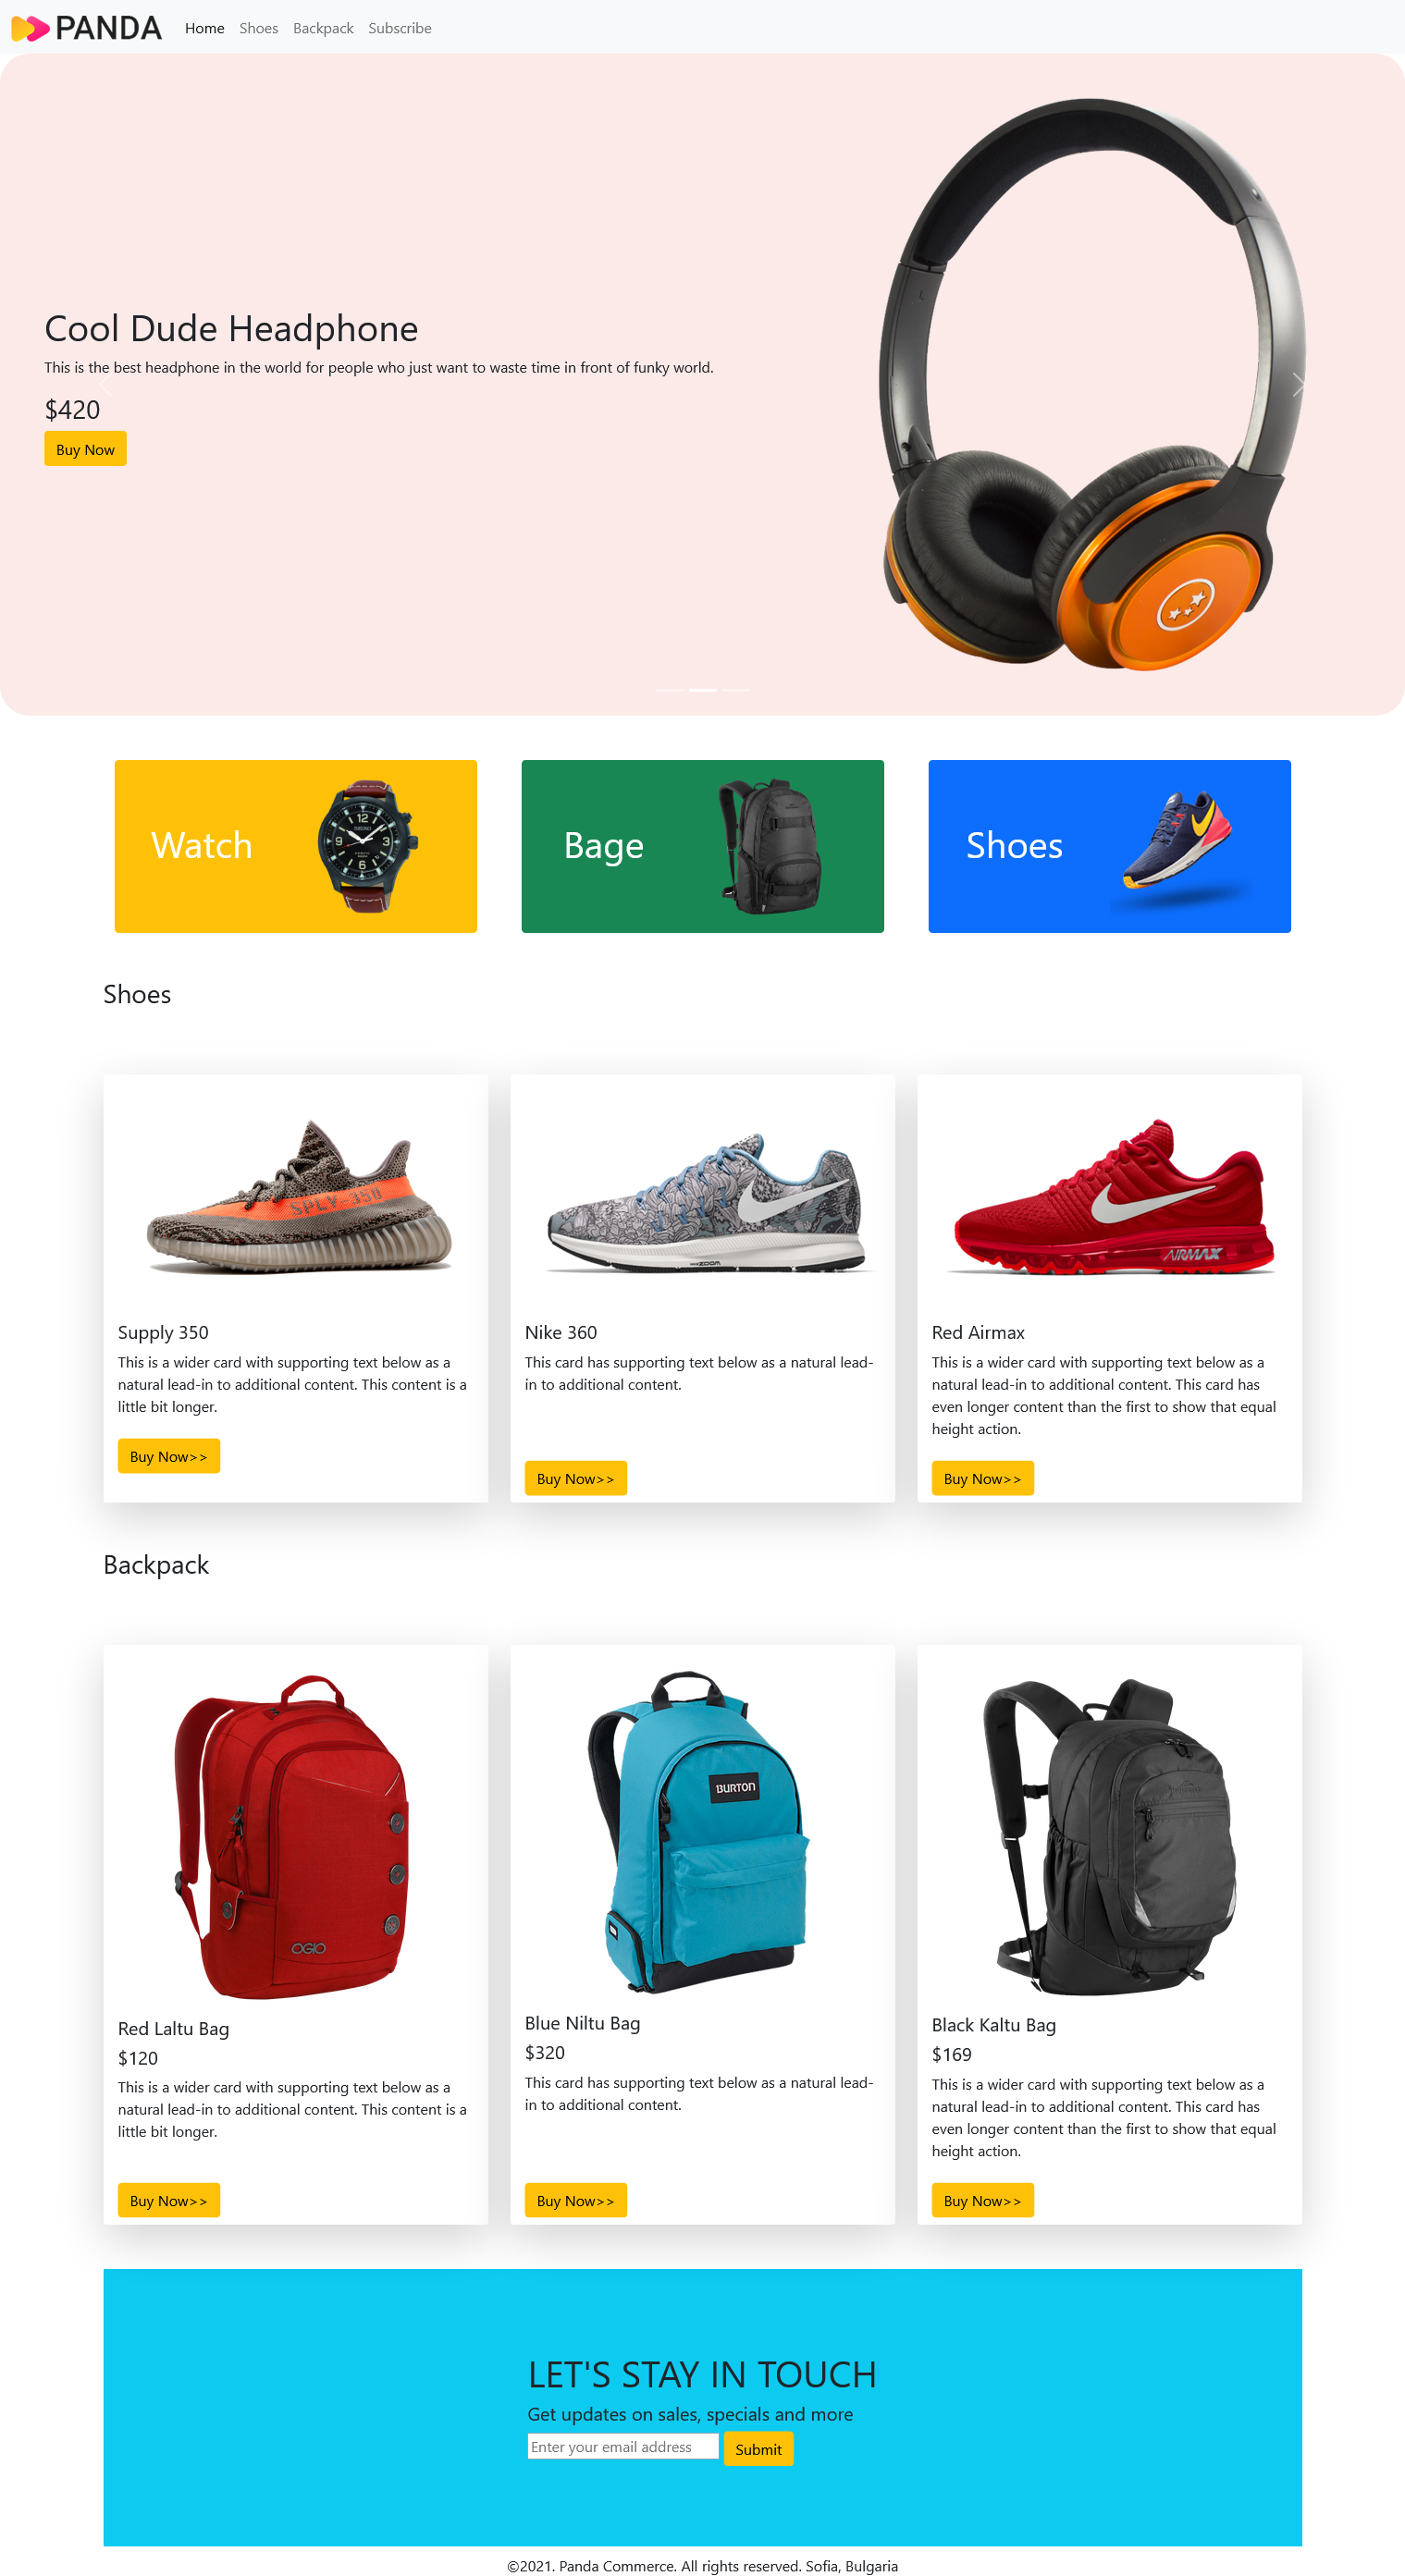 PANDA
Home Shoes Backpack Subscribe
Cool Dude Headphone
This is the best headphone in the world for people who just want to waste time in front of funky world.
$420
Buy Now
Watch
Bage
Shoes
Shoes
SPLY-350
ZOOM
AIRMAX
Supply 350
This is a wider card with supporting text below as a
natural lead-in to additional content. This content is a
little bit longer.
Buy Now>>
Nike 360
This card has supporting text below as a natural lead-
in to additional content.
Buy Now>>
Red Airmax
This is a wider card with supporting text below as a
natural lead-in to additional content. This card has
even longer content than the first to show that equal
height action.
Buy Now>>
Backpack
OGIO
BURTON
Red Laltu Bag
$120
This is a wider card with supporting text below as a
natural lead-in to additional content. This content is a
little bit longer.
Buy Now>>
Blue Niltu Bag
$320
This card has supporting text below as a natural lead-
in to additional content.
Buy Now>>
Black Kaltu Bag
$169
This is a wider card with supporting text below as a
natural lead-in to additional content. This card has
even longer content than the first to show that equal
height action.
Buy Now>>
LET'S STAY IN TOUCH
Get updates on sales, specials and more
Enter your email address Submit
©2021. Panda Commerce. All rights reserved. Sofia, Bulgaria